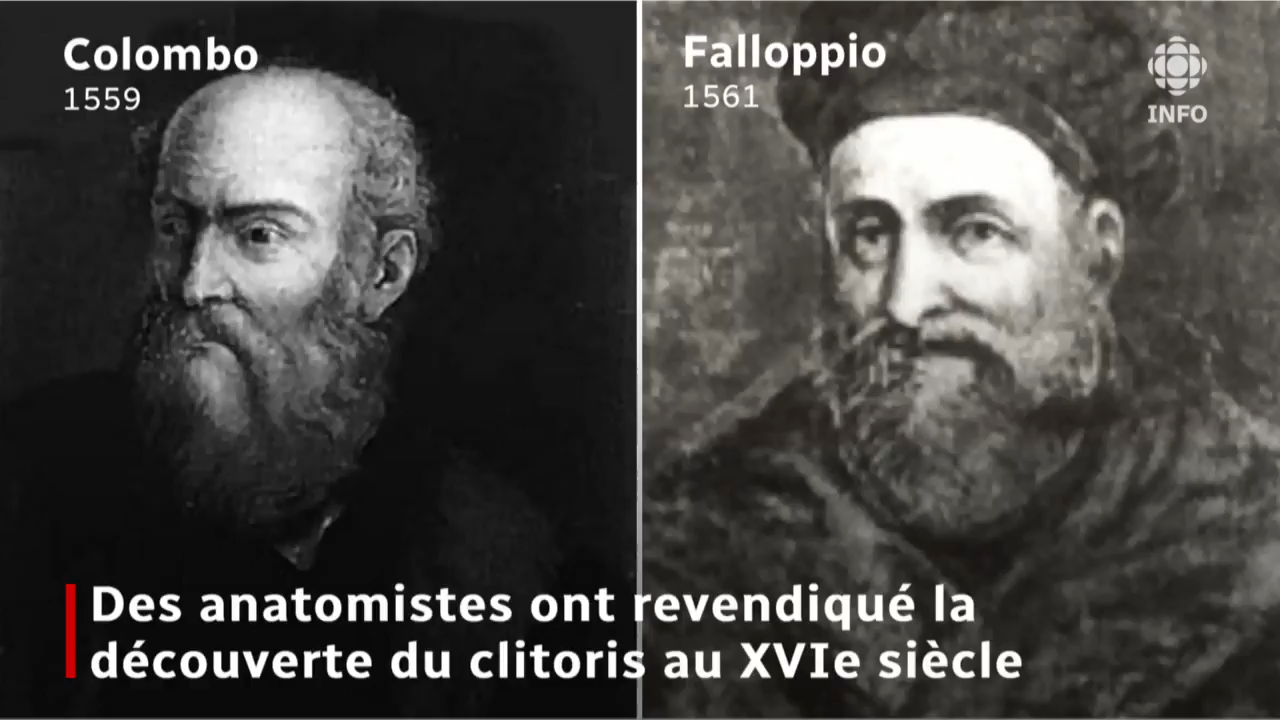 Colombo
1559
Falloppio
1561
INFO
Des anatomistes ont revendiqué la
découverte du clitoris au XVIe siècle